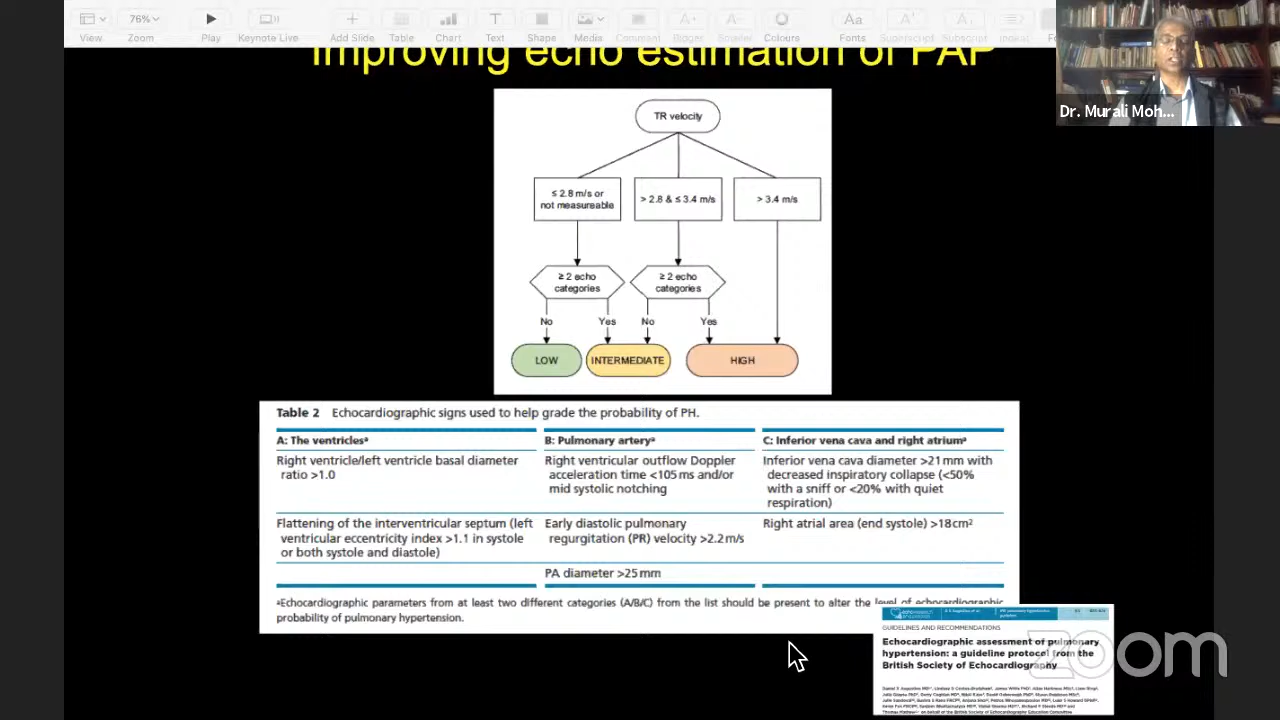 View
Zoom
Play
Keynote Live
Add Slide
Table
Chart
Text
Shape
Media
Comment
Colours
Fonts
Superscript
Subscript
76%
Improving echo estimation of PAP
Dr. Murali Moh...
TR velocity
≤ 2.8 m/s or
not measureable
> 2.8 & ≤ 3.4 m/s
> 3.4 m/s
≥ 2 echo
categories
≥ 2 echo
categories
No
Yes
No
Yes
LOW
INTERMEDIATE
HIGH
Table 2 Echocardiographic signs used to help grade the probability of PH.
A: The ventriclesᵃ
B: Pulmonary arteryᵃ
C: Inferior vena cava and right atriumᵃ
Right ventricle/left ventricle basal diameter
ratio >1.0
Right ventricular outflow Doppler
acceleration time <105 ms and/or
mid systolic notching
Inferior vena cava diameter >21 mm with
decreased inspiratory collapse (<50%
with a sniff or <20% with quiet
respiration)
Flattening of the interventricular septum (left
ventricular eccentricity index >1.1 in systole
or both systole and diastole)
Early diastolic pulmonary
regurgitation (PR) velocity >2.2 m/s
Right atrial area (end systole) >18 cm²
PA diameter >25 mm
ᵃEchocardiographic parameters from at least two different categories (A/B/C) from the list should be present to alter the level of echocardiographic
probability of pulmonary hypertension.
GUIDELINES AND RECOMMENDATIONS
Echocardiographic assessment of pulmonary
hypertension: a guideline protocol from the
British Society of Echocardiography
zoom